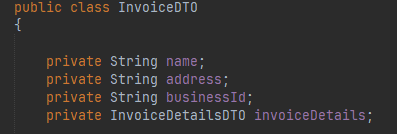 public class InvoiceDTO
{
private String name;
private String address;
private String businessId;
private InvoiceDetailsDTO invoiceDetails;